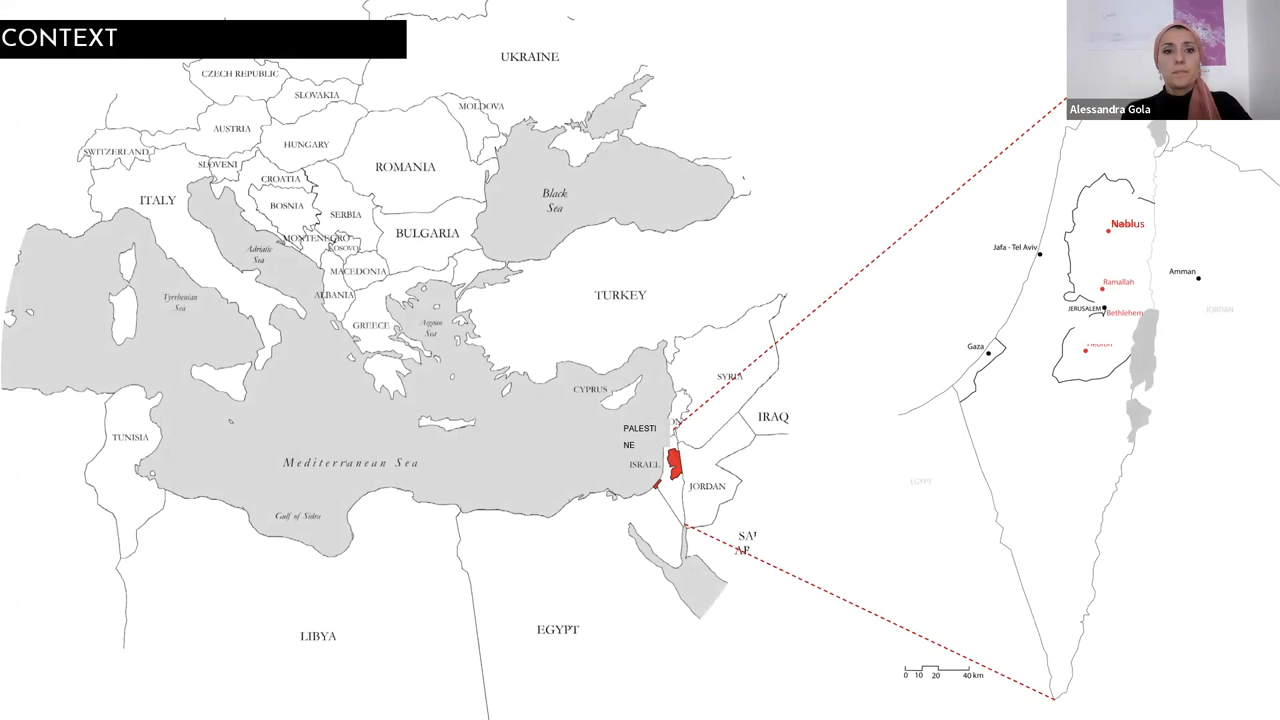 CONTEXT
UKRAINE
CZECH REPUBLIC
SLOVAKIA
MOLDOVA
AUSTRIA
HUNGARY
SWITZERLAND
SLOVENI
ROMANIA
CROATIA
ITALY
BOSNIA
SERBIA
Black
Sea
BULGARIA
MONTENEGRO
KOSOVO
Adriatic
Sea
MACEDONIA
ALBANIA
TURKEY
Tyrrhenian
Sea
GREECE
Aegean
Sea
SYRIA
CYPRUS
IRAQ
PALESTI
NE
TUNISIA
Mediterranean Sea
ISRAEL
JORDAN
Gulf of Sidra
LIBYA
EGYPT
Alessandra Gola
Nablus
Jafa - Tel Aviv
Amman
Ramallah
JERUSALEM
Bethlehem
JORDAN
Gaza
Hebron
EGYPT
0 10 20 40 km